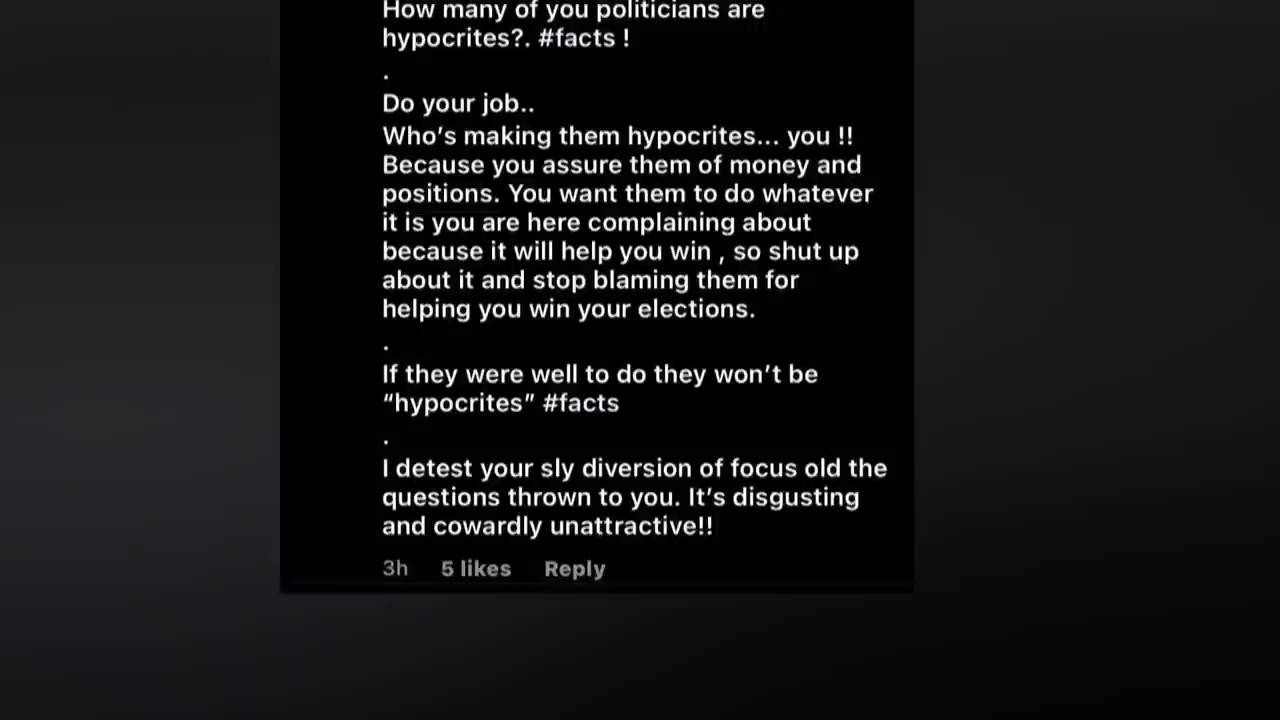 How many of you politicians are
hypocrites?. #facts !
.
Do your job..
Who's making them hypocrites... you !!
Because you assure them of money and
positions. You want them to do whatever
it is you are here complaining about
because it will help you win , so shut up
about it and stop blaming them for
helping you win your elections.
.
If they were well to do they won't be
“hypocrites” #facts
.
I detest your sly diversion of focus old the
questions thrown to you. It's disgusting
and cowardly unattractive!!
3h 5 likes Reply